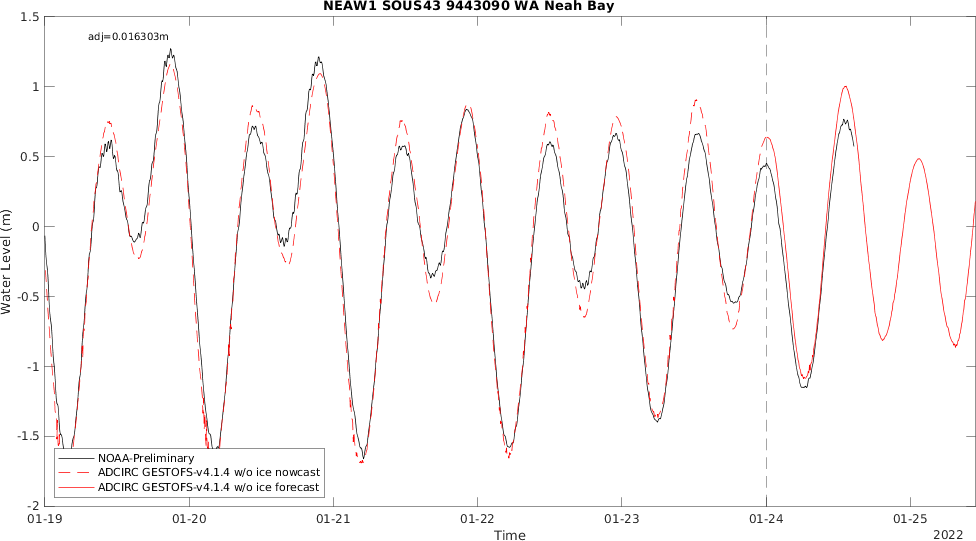 NEAW1 SOUS43 9443090 WA Neah Bay
adj=0.016303m
1.5
1
0.5
0
-0.5
-1
-1.5
-2
Water Level (m)
NOAA-Preliminary
ADCIRC GESTOFS-v4.1.4 w/o ice nowcast
ADCIRC GESTOFS-v4.1.4 w/o ice forecast
01-19 01-20 01-21 01-22 01-23 01-24 01-25
Time
2022